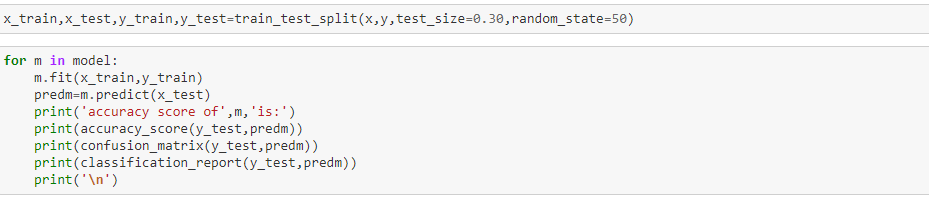 x_train,x_test,y_train,y_test=train_test_split(x,y,test_size=0.30,random_state=50)
for m in model:
    m.fit(x_train,y_train)
    predm=m.predict(x_test)
    print('accuracy score of',m,'is:')
    print(accuracy_score(y_test,predm))
    print(confusion_matrix(y_test,predm))
    print(classification_report(y_test,predm))
    print('\n')